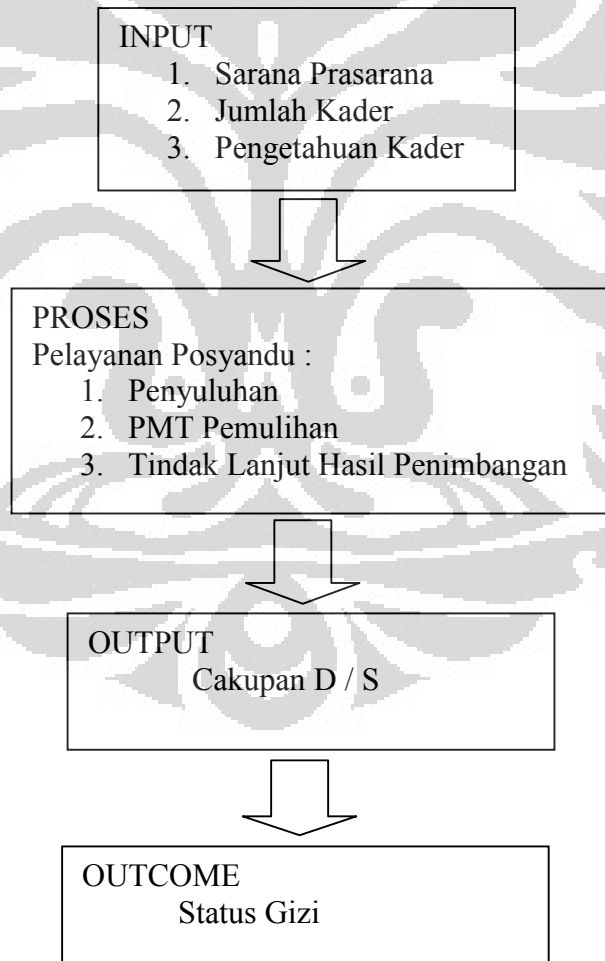 INPUT
1. Sarana Prasarana
2. Jumlah Kader
3. Pengetahuan Kader
PROSES
Pelayanan Posyandu :
1. Penyuluhan
2. PMT Pemulihan
3. Tindak Lanjut Hasil Penimbangan
OUTPUT
Cakupan D / S
OUTCOME
Status Gizi